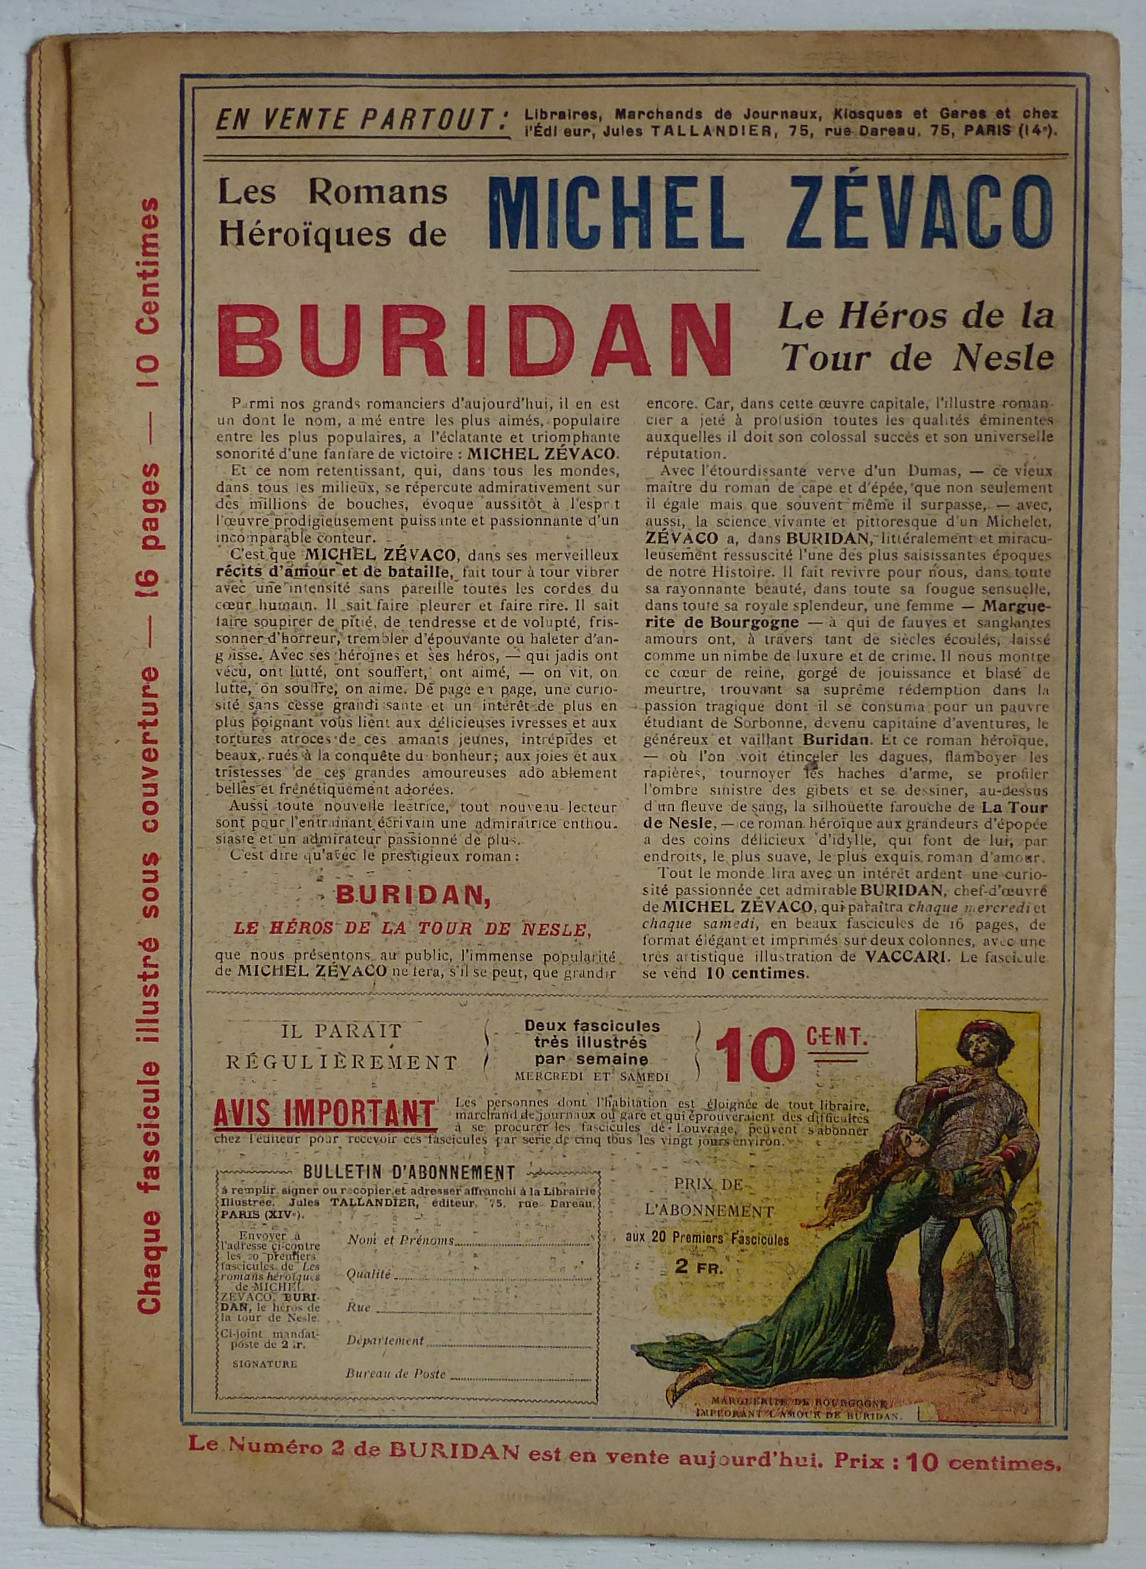 EN VENTE PARTOUT : Libraires, Marchands de Journaux, Kiosques et Gares et chez
l'Édi eur, Jules TALLANDIER, 75, rue Dareau, 75, PARIS (14e).
Les Romans
Héroïques de
MICHEL ZÉVACO
BURIDAN
Le Héros de la
Tour de Nesle
P rmi nos grands romanciers d'aujourd'hui, il en est
un dont le nom, a mé entre les plus aimés, populaire
entre les plus populaires, a l'éclatante et triomphante
sonorité d'une fanfare de victoire : MICHEL ZÉVACO.
Et ce nom retentissant, qui, dans tous les mondes,
dans tous les milieux, se répercute admirativement sur
des millions de bouches, évoque aussitôt à l'espr t
l'œuvre prodigieusement puiss inte et passionnante d'un
incomparable conteur.
C'est que MICHEL ZÉVACO, dans ses merveilleux
récits d'amour et de bataille, fait tour à tour vibrer
avec une intensité sans pareille toutes les cordes du
cœur humain. Il sait faire pleurer et faire rire. Il sait
faire soupirer de pitié, de tendresse et de volupté, fris-
sonner d'horreur, trembler d'épouvante ou haleter d'an-
g isse. Avec ses héroïnes et ses héros, — qui jadis ont
vécu, ont lutté, ont souffert, ont aimé, — on vit, on
lutte, on souffre, on aime. De page en page, une curio-
sité sans cesse grandi sante et un intérêt de plus en
plus poignant vous lient aux délicieuses ivresses et aux
tortures atroces de ces amants jeunes, intrépides et
beaux, rués à la conquête du bonheur; aux joies et aux
tristesses de ces grandes amoureuses ado ablement
belles et frénétiquement adorées.
Aussi toute nouvelle lectrice, tout nouveau lecteur
sont pour l'entraînant écrivain une admiratrice enthou-
siaste et un admirateur passionné de plus.
C'est dire qu'avec le prestigieux roman :
BURIDAN,
LE HÉROS DE LA TOUR DE NESLE,
que nous présentons au public, l'immense popularité
de MICHEL ZÉVACO ne fera, s'il se peut, que grandir
encore. Car, dans cette œuvre capitale, l'illustre roman-
cier a jeté à profusion toutes les qualités éminentes
auxquelles il doit son colossal succès et son universelle
réputation.
Avec l'étourdissante verve d'un Dumas, — ce vieux
maître du roman de cape et d'épée, que non seulement
il égale mais que souvent même il surpasse, — avec,
aussi, la science vivante et pittoresque d'un Michelet,
ZÉVACO a, dans BURIDAN, littéralement et miracu-
leusement ressuscité l'une des plus saisissantes époques
de notre Histoire. Il fait revivre pour nous, dans toute
sa rayonnante beauté, dans toute sa fougue sensuelle,
dans toute sa royale splendeur, une femme — Margue-
rite de Bourgogne — à qui de fauves et sanglantes
amours ont, à travers tant de siècles écoulés, laissé
comme un nimbe de luxure et de crime. Il nous montre
ce cœur de reine, gorgé de jouissance et blasé de
meurtre, trouvant sa suprême rédemption dans la
passion tragique dont il se consuma pour un pauvre
étudiant de Sorbonne, devenu capitaine d'aventures, le
généreux et vaillant Buridan. Et ce roman héroïque,
— où l'on voit étinceler les dagues, flamboyer les
rapières, tournoyer les haches d'arme, se profiler
l'ombre sinistre des gibets et se dessiner, au-dessus
d'un fleuve de sang, la silhouette farouche de La Tour
de Nesle, — ce roman héroïque aux grandeurs d'épopée
a des coins délicieux d'idylle, qui font de lui, par
endroits, le plus suave, le plus exquis roman d'amour.
Tout le monde lira avec un intérêt ardent une curio-
sité passionnée cet admirable BURIDAN, chef-d'œuvre
de MICHEL ZÉVACO, qui paraîtra chaque mercredi et
chaque samedi, en beaux fascicules de 16 pages, de
format élégant et imprimés sur deux colonnes, avec une
très artistique illustration de VACCARI. Le fascicule
se vend 10 centimes.
IL PARAIT
RÉGULIÈREMENT
Deux fascicules
très illustrés
par semaine
MERCREDI ET SAMEDI
10 CENT.
AVIS IMPORTANT
Les personnes dont l'habitation est éloignée de tout libraire,
marchand de journaux ou gare et qui éprouveraient des difficultés
à se procurer les fascicules de l'ouvrage, peuvent s'abonner
chez l'éditeur pour recevoir ces fascicules par série de cinq tous les vingt jours environ.
BULLETIN D'ABONNEMENT
à remplir, signer ou recopier et adresser affranchi à la Librairie
Illustrée, Jules TALLANDIER, éditeur, 75, rue Dareau,
PARIS (XIVe).
Envoyer à
l'adresse ci-contre
les 20 premiers
fascicules de Les
romans héroïques
de MICHEL
ZÉVACO, BURI-
DAN, le héros de
la tour de Nesle.
Ci-joint mandat-
poste de 2 fr.
SIGNATURE
Nom et Prénoms
Qualité
Rue
Département
Bureau de Poste
PRIX DE
L'ABONNEMENT
aux 20 Premiers Fascicules
2 FR.
MARGUERITE DE BOURGOGNE
IMPLORANT L'AMOUR DE BURIDAN.
Le Numéro 2 de BURIDAN est en vente aujourd'hui. Prix : 10 centimes.
Chaque fascicule illustré sous couverture — 16 pages — 10 Centimes